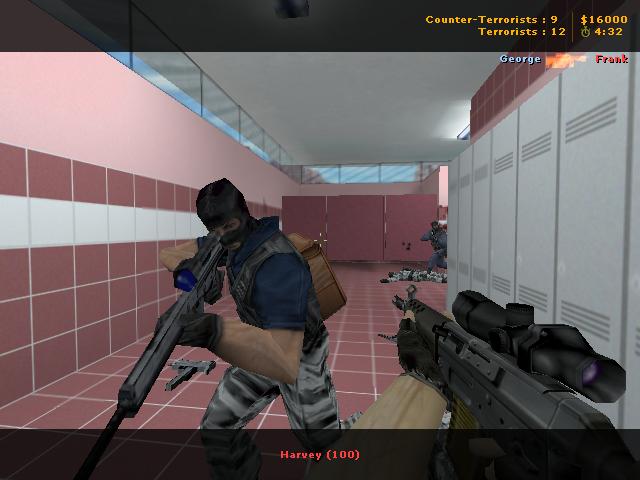 Counter-Terrorists : 9 $16000
Terrorists : 12 4:32
George Frank
Harvey (100)